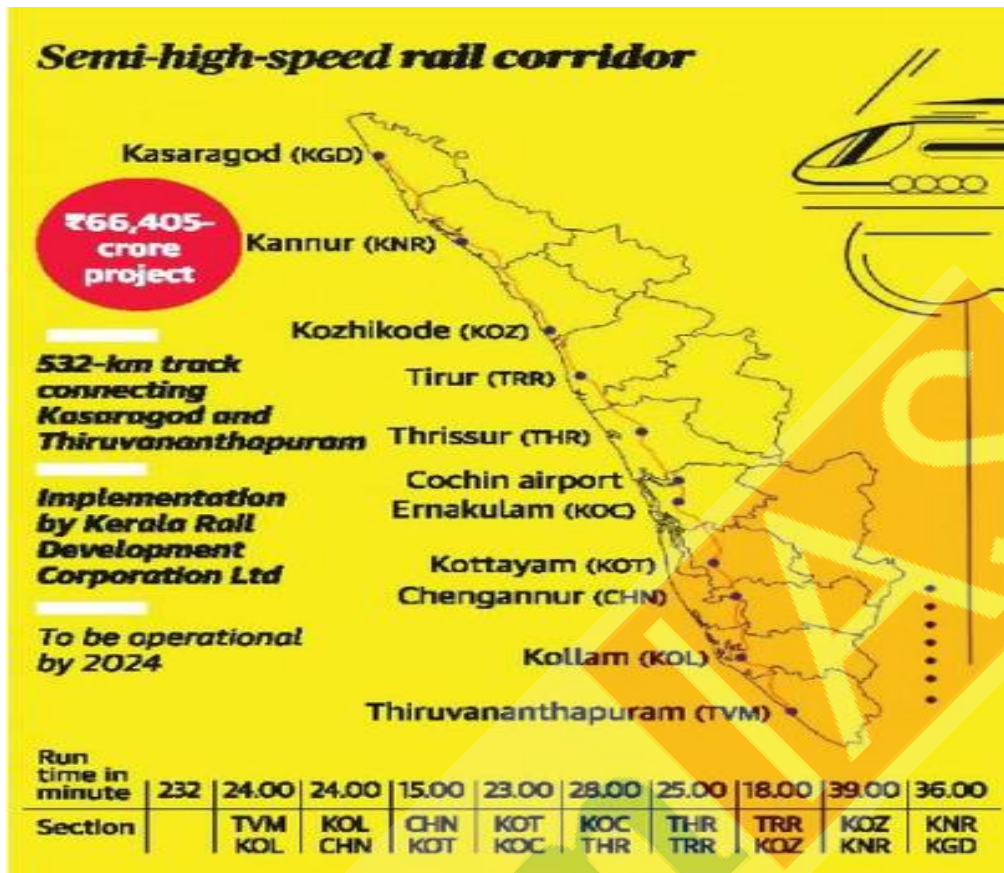 Semi-high-speed rail corridor
Kasaragod (KGD)
₹66,405-
crore
project
Kannur (KNR)
Kozhikode (KOZ)
532-km track
connecting
Kasaragod and
Thiruvananthapuram
Tirur (TRR)
Thrissur (THR)
Cochin airport
Ernakulam (KOC)
Implementation
by Kerala Rail
Development
Corporation Ltd
Kottayam (KOT)
Chengannur (CHN)
To be operational
by 2024
Kollam (KOL)
Thiruvananthapuram (TVM)
Run
time in
minute 232 24.00 24.00 15.00 23.00 28.00 25.00 18.00 39.00 36.00
Section TVM KOL CHN KOT KOC THR TRR KOZ KNR
KOL CHN KOT KOC THR TRR KOZ KNR KGD
IAS